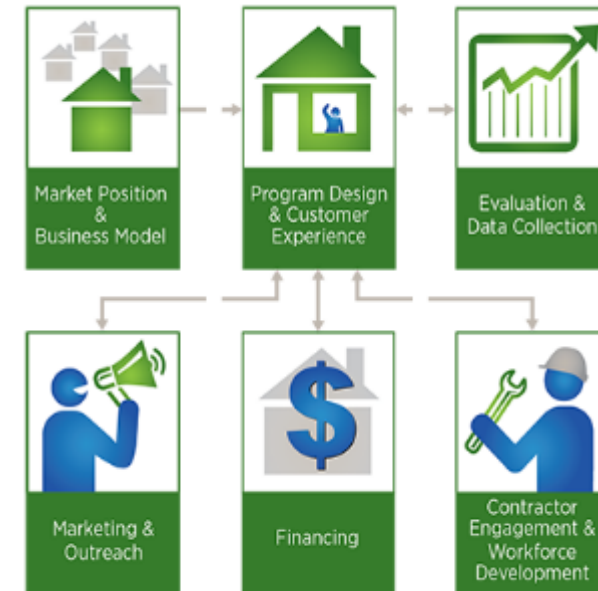 Market Position
&
Business Model
Program Design
& Customer
Experience
Evaluation &
Data Collection
Marketing &
Outreach
$
Financing
Contractor
Engagement &
Workforce
Development